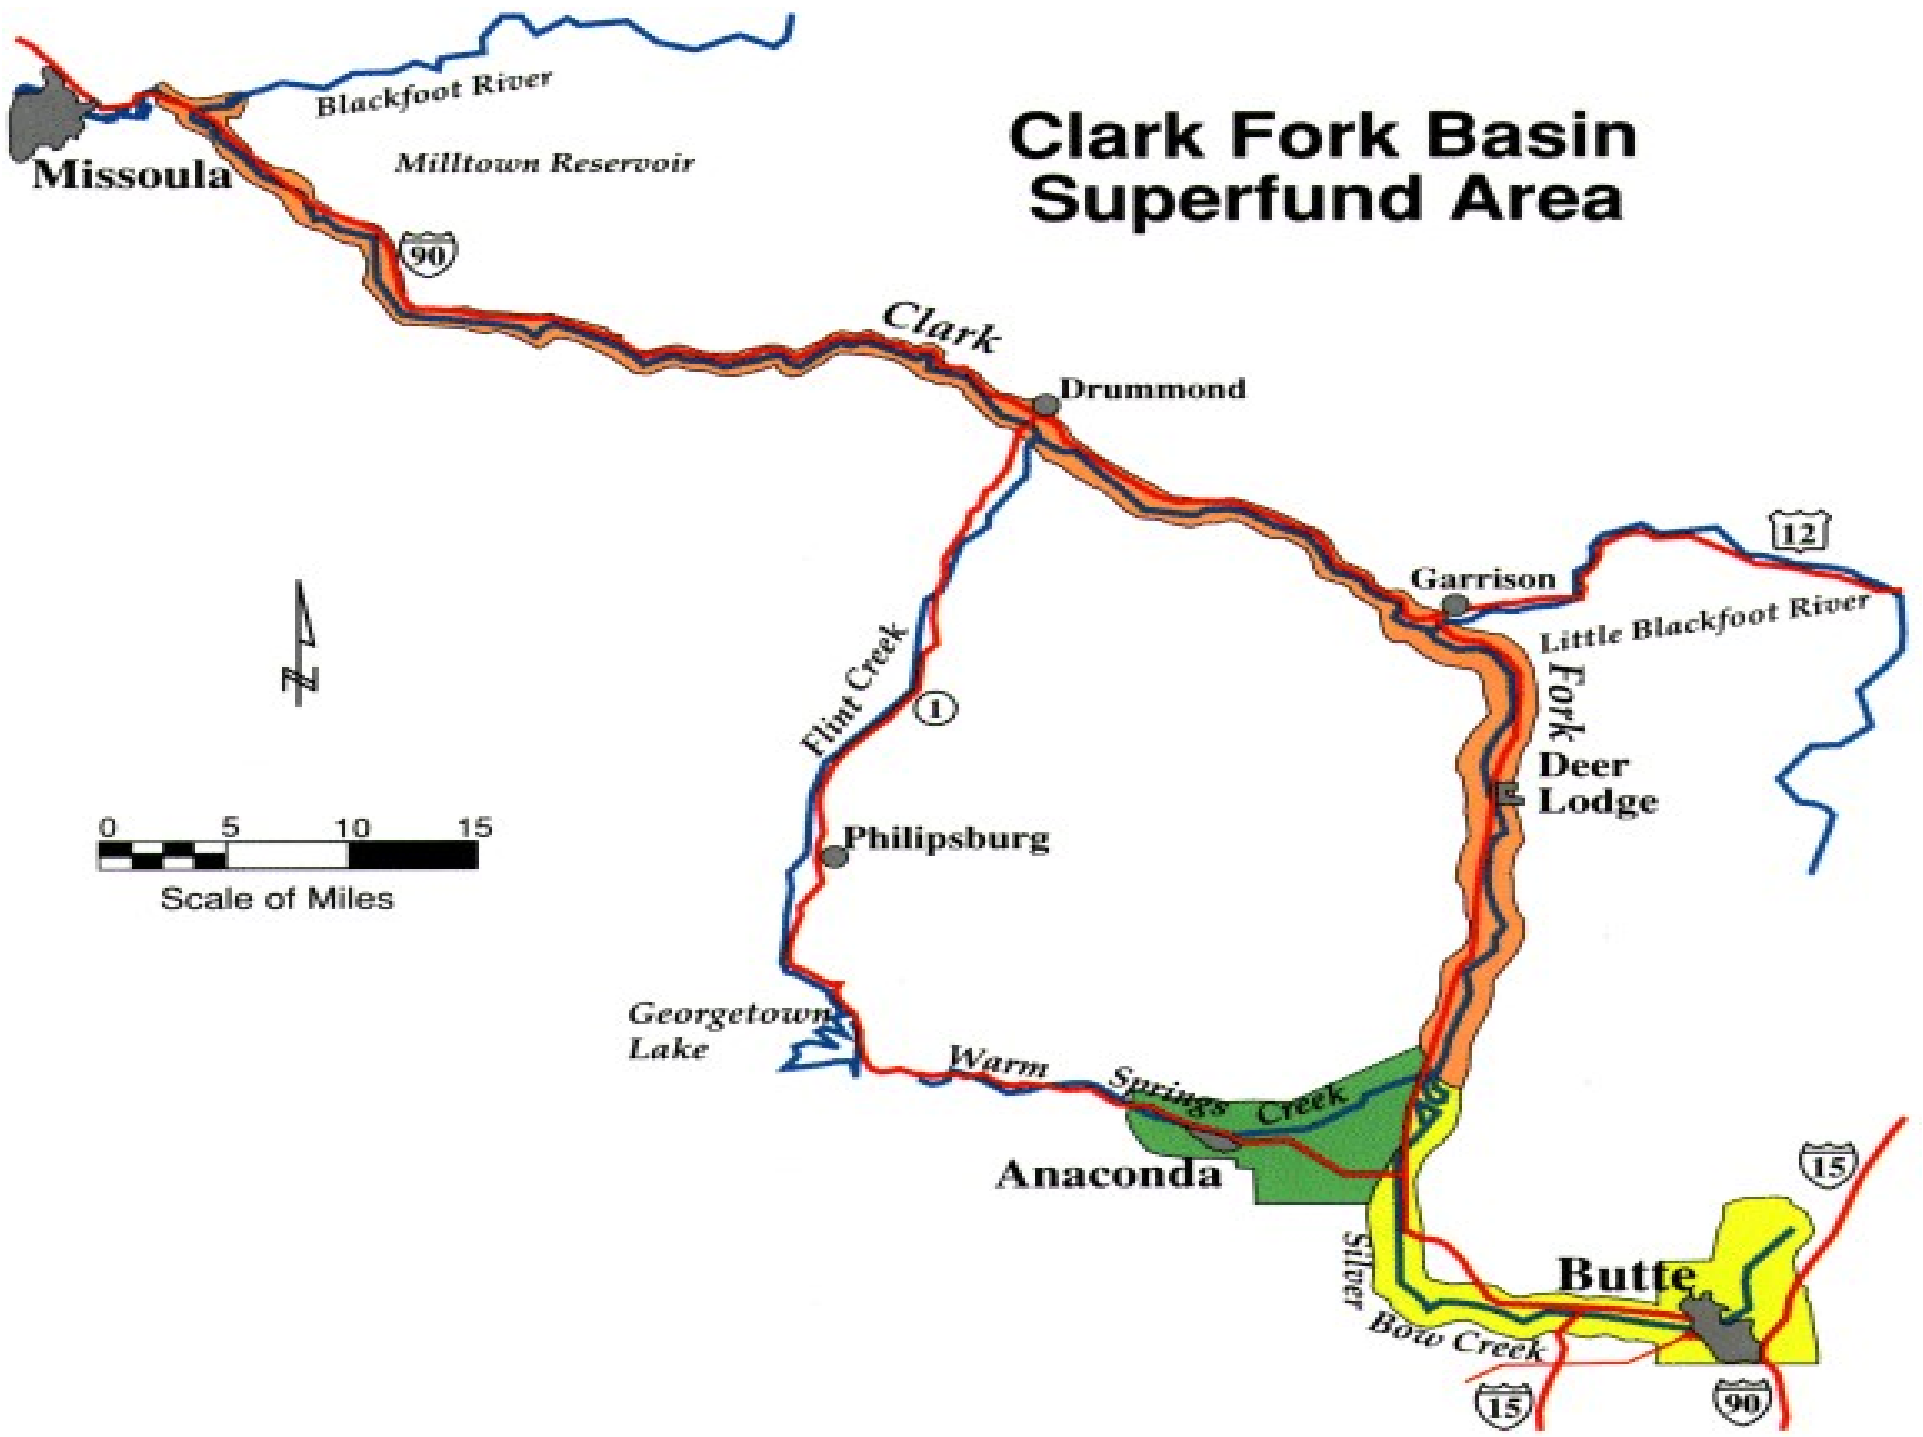 Blackfoot River
Missoula
Milltown Reservoir
Clark Fork Basin
Superfund Area
90
Clark
Drummond
12
Garrison
Little Blackfoot River
Fork
Flint Creek
1
Deer
Lodge
0 5 10 15
Scale of Miles
Philipsburg
N
Georgetown
Lake
Warm Springs Creek
Anaconda
15
Silver
Bow Creek
Butte
15
90